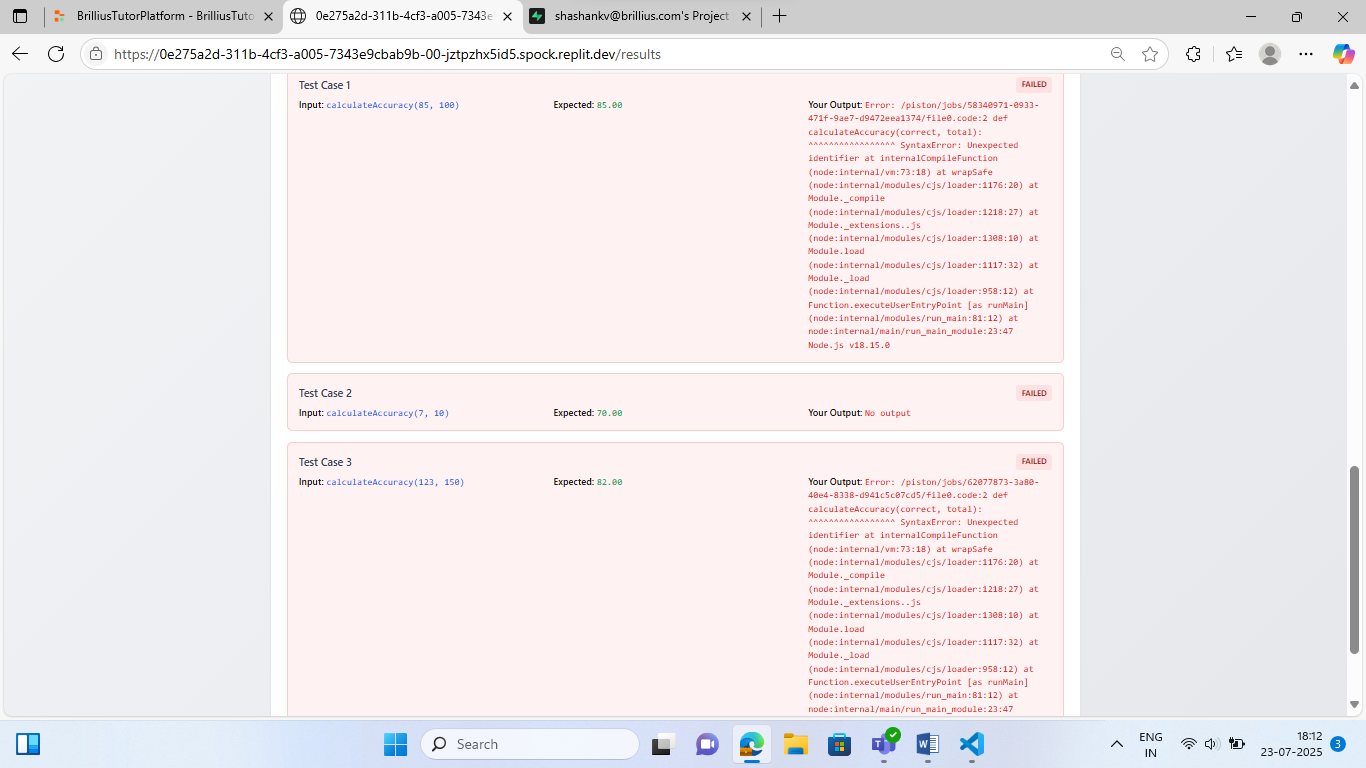 BrilliusTutorPlatform - BrilliusTuto
0e275a2d-311b-4cf3-a005-7343e
shashankv@brillius.com's Project
https://0e275a2d-311b-4cf3-a005-7343e9cbab9b-00-jztpzhx5id5.spock.replit.dev/results
Test Case 1
FAILED
Input: calculateAccuracy(85, 100)
Expected: 85.00
Your Output: Error: /piston/jobs/58340971-0933-
471f-9ae7-d9472eea1374/file0.code:2 def
calculateAccuracy(correct, total):
^^^^^^^^^^^^^^^^^ SyntaxError: Unexpected
identifier at internalCompileFunction
(node:internal/vm:73:18) at wrapSafe
(node:internal/modules/cjs/loader:1176:20) at
Module._compile
(node:internal/modules/cjs/loader:1218:27) at
Module._extensions..js
(node:internal/modules/cjs/loader:1308:10) at
Module.load
(node:internal/modules/cjs/loader:1117:32) at
Module._load
(node:internal/modules/cjs/loader:958:12) at
Function.executeUserEntryPoint [as runMain]
(node:internal/modules/run_main:81:12) at
node:internal/main/run_main_module:23:47
Node.js v18.15.0
Test Case 2
FAILED
Input: calculateAccuracy(7, 10)
Expected: 70.00
Your Output: No output
Test Case 3
FAILED
Input: calculateAccuracy(123, 150)
Expected: 82.00
Your Output: Error: /piston/jobs/62077873-3a80-
40e4-8338-d941c5c07cd5/file0.code:2 def
calculateAccuracy(correct, total):
^^^^^^^^^^^^^^^^^ SyntaxError: Unexpected
identifier at internalCompileFunction
(node:internal/vm:73:18) at wrapSafe
(node:internal/modules/cjs/loader:1176:20) at
Module._compile
(node:internal/modules/cjs/loader:1218:27) at
Module._extensions..js
(node:internal/modules/cjs/loader:1308:10) at
Module.load
(node:internal/modules/cjs/loader:1117:32) at
Module._load
(node:internal/modules/cjs/loader:958:12) at
Function.executeUserEntryPoint [as runMain]
(node:internal/modules/run_main:81:12) at
node:internal/main/run_main_module:23:47
Search
ENG
IN
18:12
23-07-2025
3